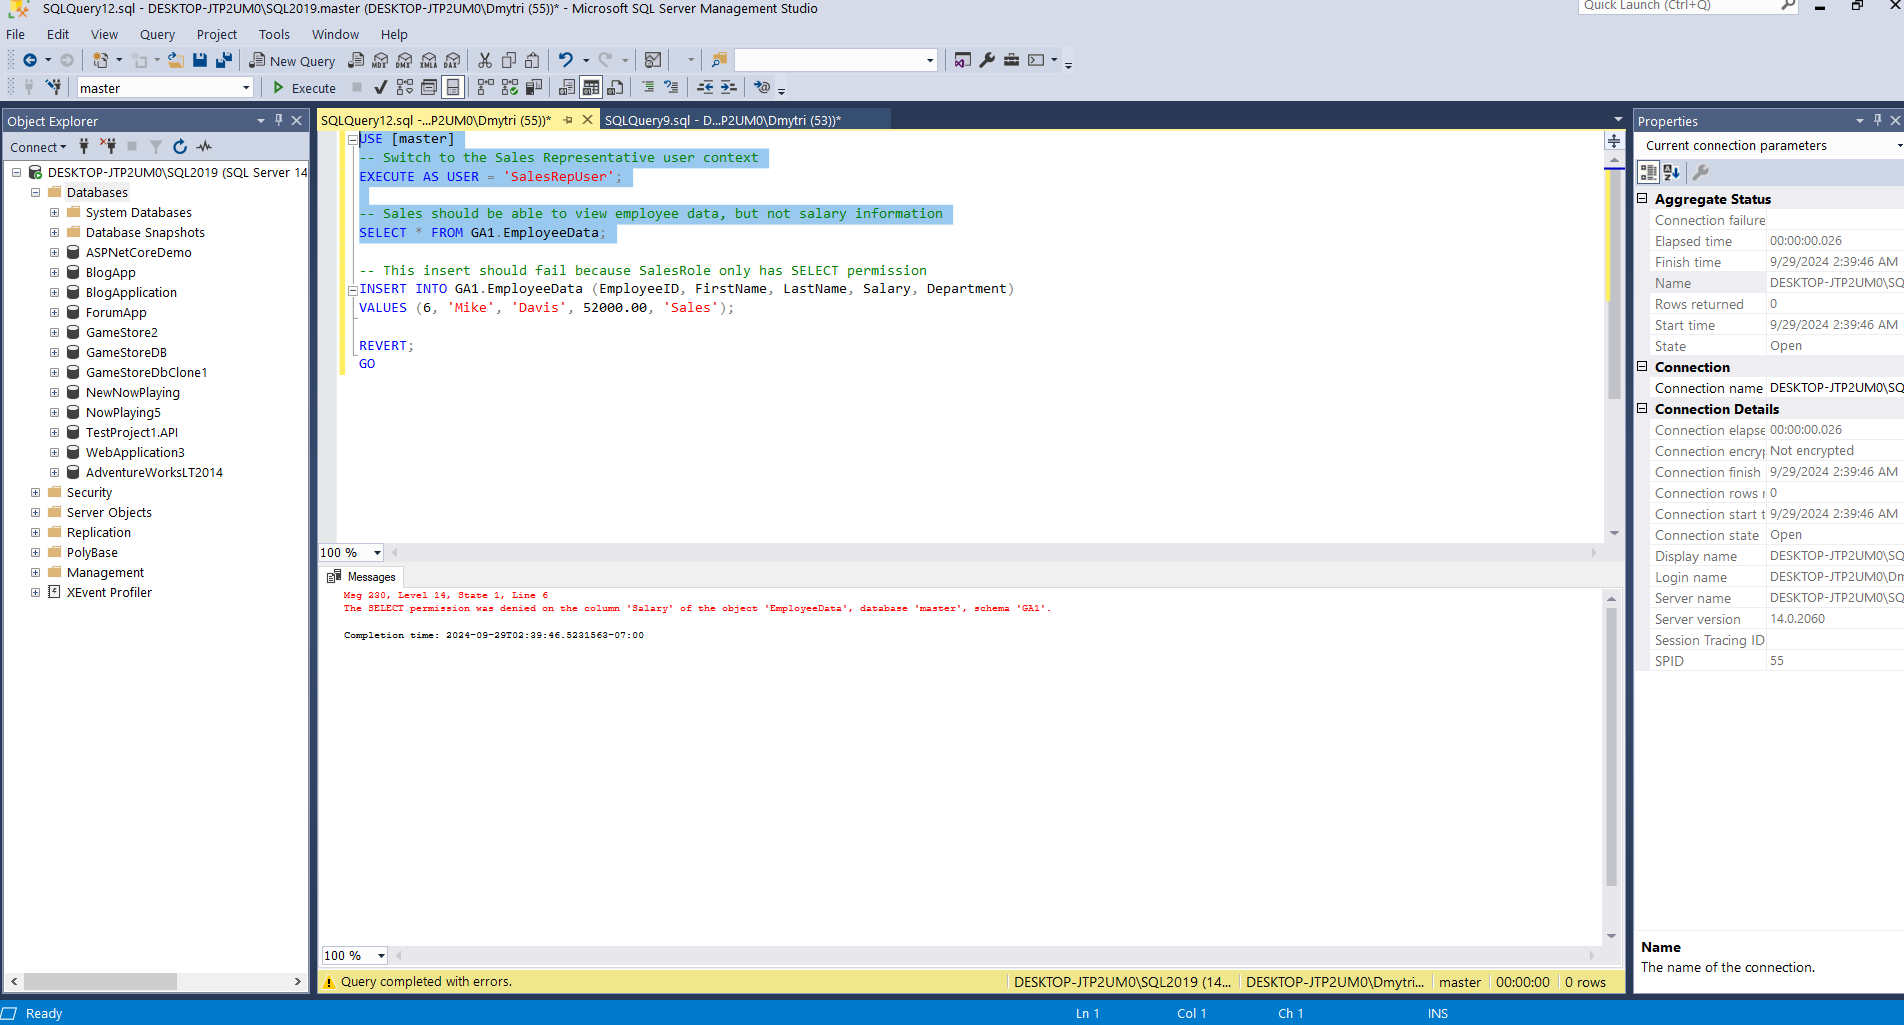 SQLQuery12.sql - DESKTOP-JTP2UM0\SQL2019.master (DESKTOP-JTP2UM0\Dmytri (55))* - Microsoft SQL Server Management Studio
Quick Launch (Ctrl+Q)
File Edit View Query Project Tools Window Help
New Query
MDX DMX XMLA DAX
master
Execute
Object Explorer
Connect
DESKTOP-JTP2UM0\SQL2019 (SQL Server 14
Databases
System Databases
Database Snapshots
ASPNetCoreDemo
BlogApp
BlogApplication
ForumApp
GameStore2
GameStoreDB
GameStoreDbClone1
NewNowPlaying
NowPlaying5
TestProject1.API
WebApplication3
AdventureWorksLT2014
Security
Server Objects
Replication
PolyBase
Management
XEvent Profiler
SQLQuery12.sql -...P2UM0\Dmytri (55))*
SQLQuery9.sql - D...P2UM0\Dmytri (53))*
USE [master]
-- Switch to the Sales Representative user context
EXECUTE AS USER = 'SalesRepUser';
-- Sales should be able to view employee data, but not salary information
SELECT * FROM GA1.EmployeeData;
-- This insert should fail because SalesRole only has SELECT permission
INSERT INTO GA1.EmployeeData (EmployeeID, FirstName, LastName, Salary, Department)
VALUES (6, 'Mike', 'Davis', 52000.00, 'Sales');
REVERT;
GO
100 %
Messages
Msg 230, Level 14, State 1, Line 6
The SELECT permission was denied on the column 'Salary' of the object 'EmployeeData', database 'master', schema 'GA1'.
Completion time: 2024-09-29T02:39:46.5231563-07:00
100 %
Query completed with errors.
DESKTOP-JTP2UM0\SQL2019 (14...
DESKTOP-JTP2UM0\Dmytri...
master
00:00:00
0 rows
Properties
Current connection parameters
Aggregate Status
Connection failure
Elapsed time 00:00:00.026
Finish time 9/29/2024 2:39:46 AM
Name DESKTOP-JTP2UM0\SQ
Rows returned 0
Start time 9/29/2024 2:39:46 AM
State Open
Connection
Connection name DESKTOP-JTP2UM0\SQ
Connection Details
Connection elapse 00:00:00.026
Connection encryp Not encrypted
Connection finish 9/29/2024 2:39:46 AM
Connection rows r 0
Connection start t 9/29/2024 2:39:46 AM
Connection state Open
Display name DESKTOP-JTP2UM0\SQ
Login name DESKTOP-JTP2UM0\Dm
Server name DESKTOP-JTP2UM0\SQ
Server version 14.0.2060
Session Tracing ID
SPID 55
Name
The name of the connection.
Ready
Ln 1
Col 1
Ch 1
INS